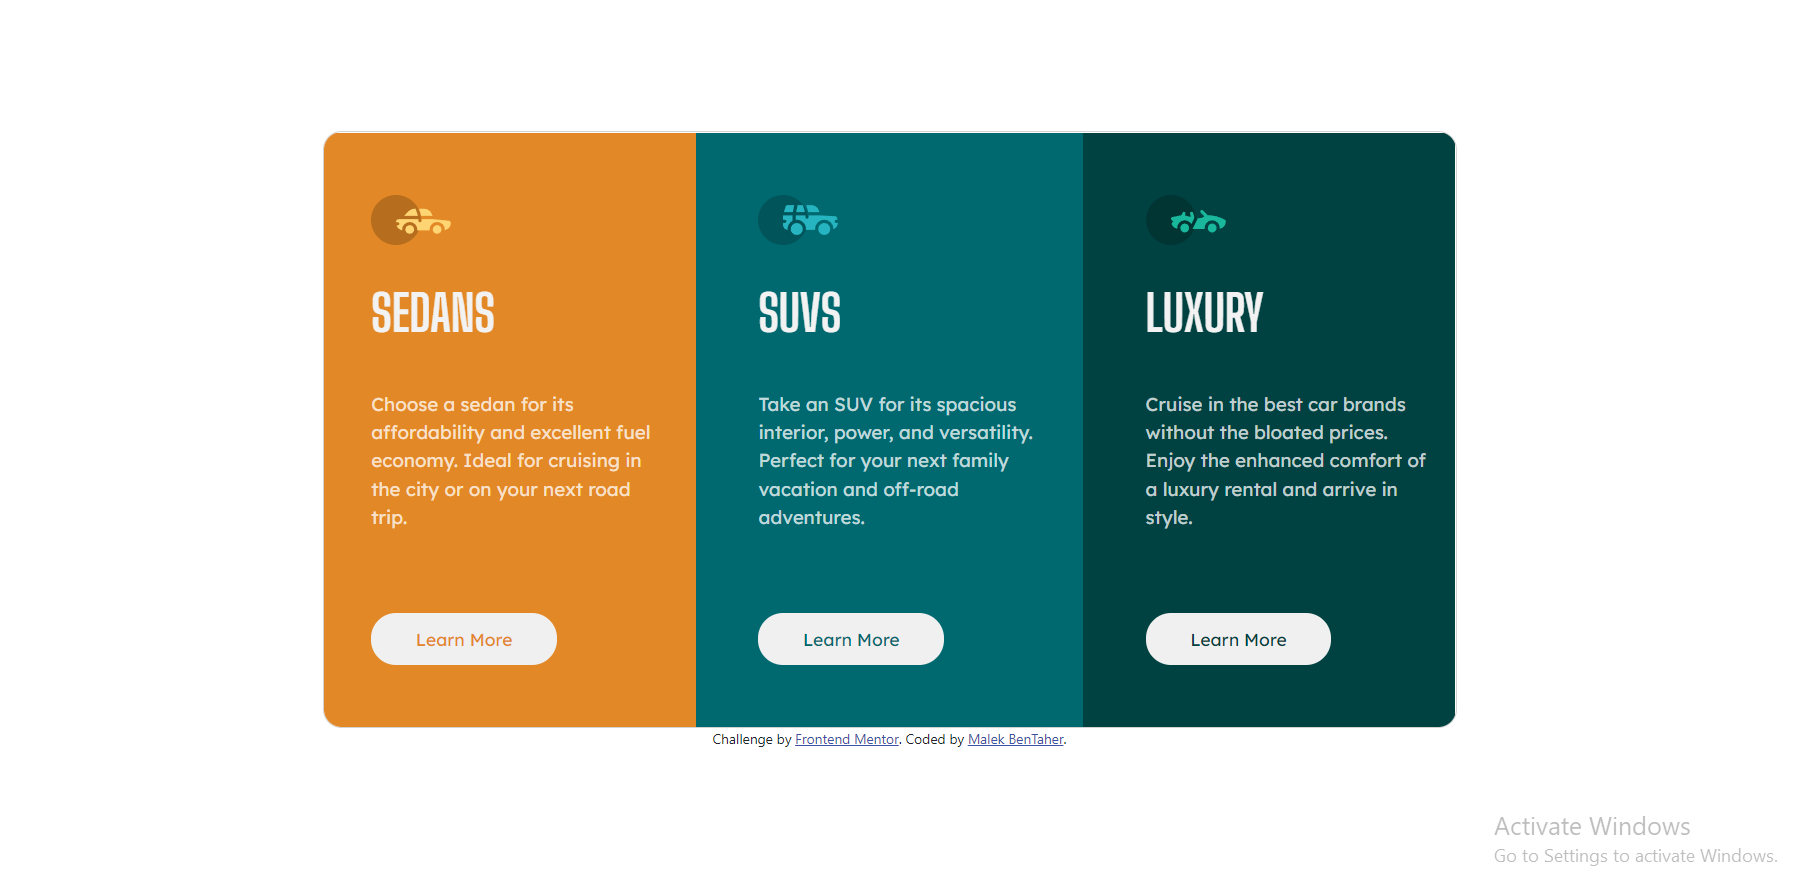 SEDANS
Choose a sedan for its
affordability and excellent fuel
economy. Ideal for cruising in
the city or on your next road
trip.
Learn More
SUVS
Take an SUV for its spacious
interior, power, and versatility.
Perfect for your next family
vacation and off-road
adventures.
Learn More
LUXURY
Cruise in the best car brands
without the bloated prices.
Enjoy the enhanced comfort of
a luxury rental and arrive in
style.
Learn More
Challenge by Frontend Mentor. Coded by Malek BenTaher.
Activate Windows
Go to Settings to activate Windows.